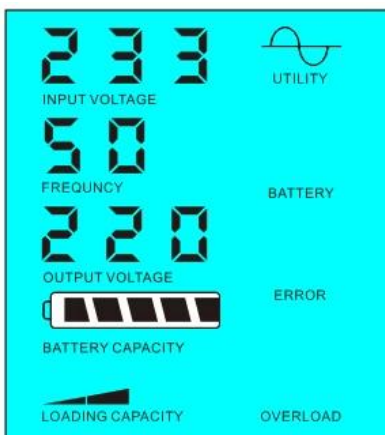 233
UTILITY
INPUT VOLTAGE
50
FREQUNCY
BATTERY
220
OUTPUT VOLTAGE
ERROR
BATTERY CAPACITY
LOADING CAPACITY
OVERLOAD